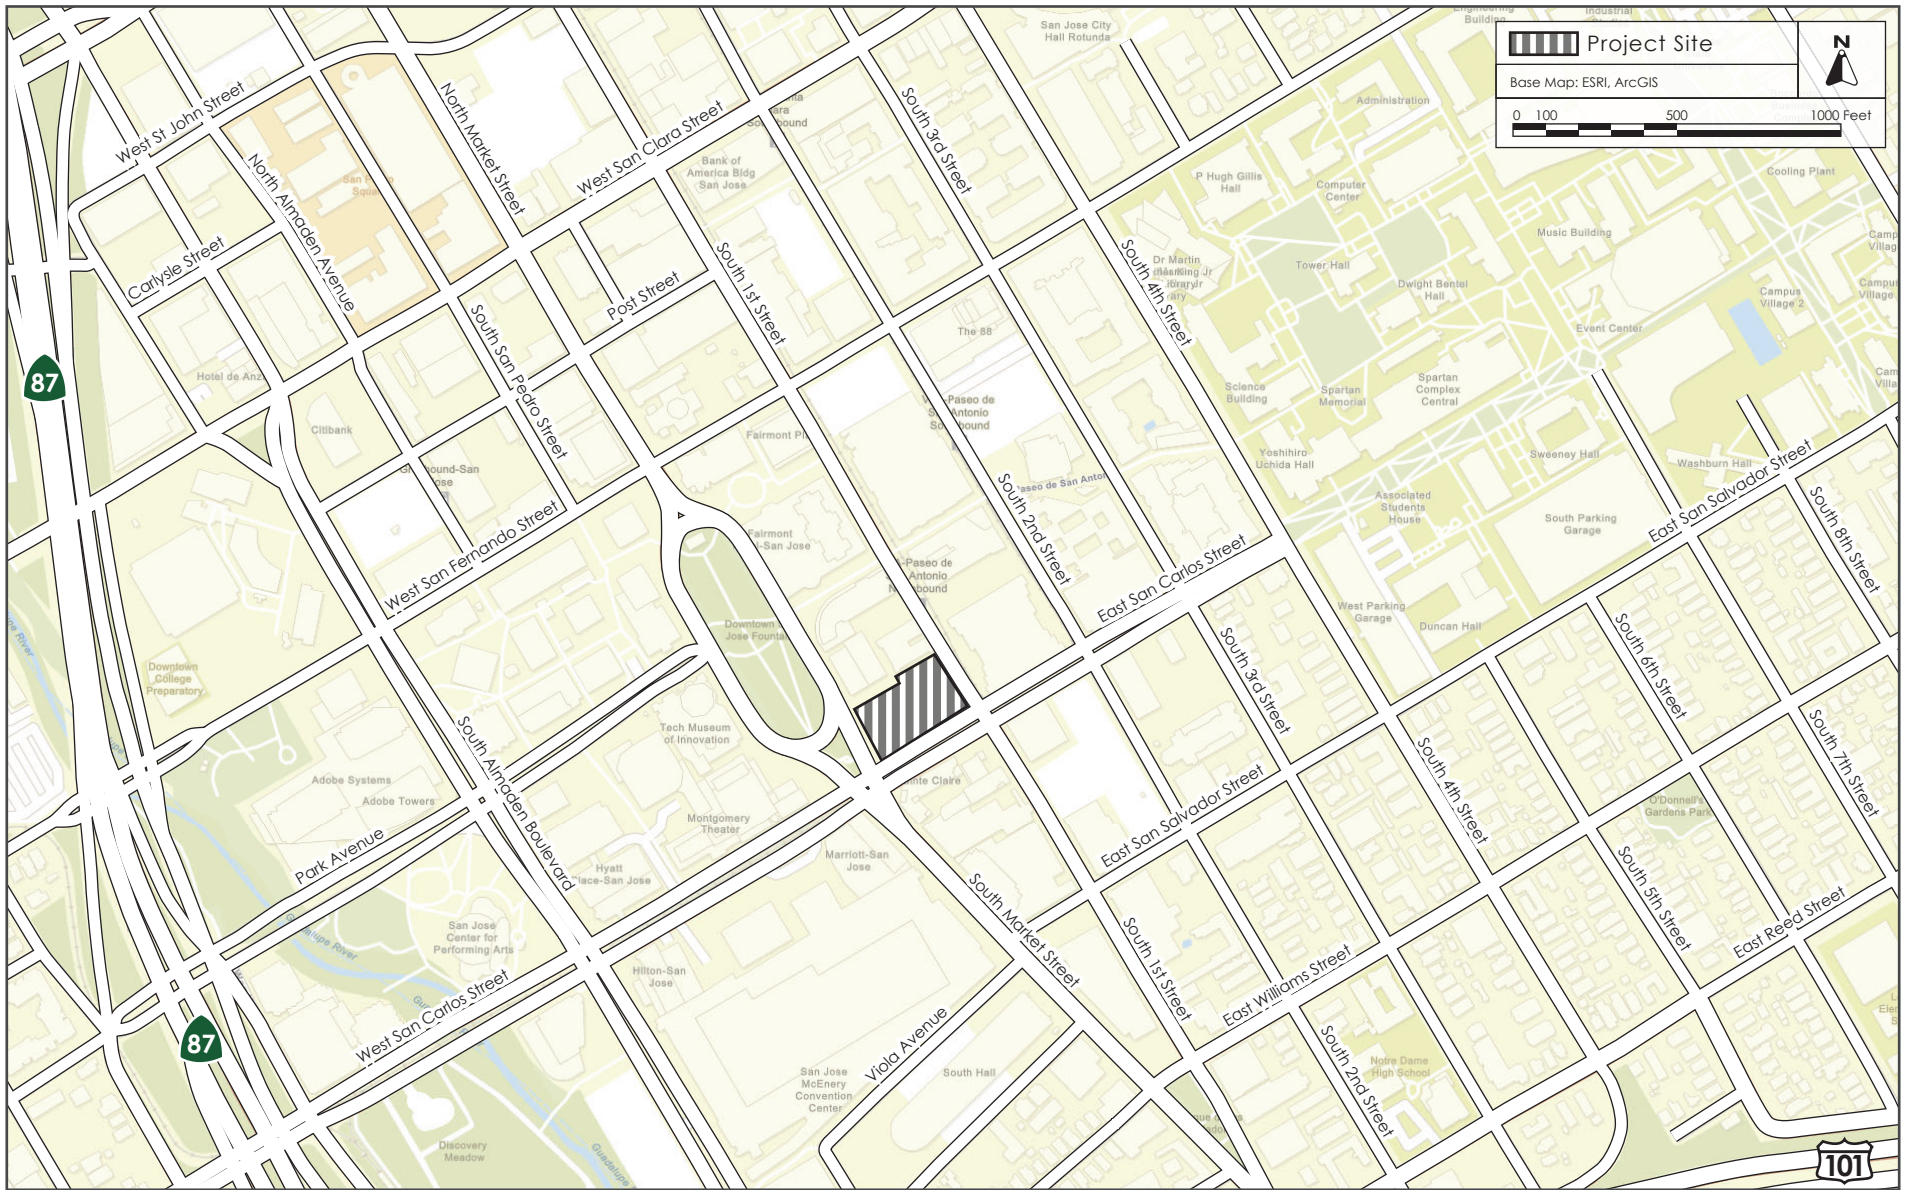 Project Site
N
Base Map: ESRI, ArcGIS
0 100 500 1000 Feet
San Jose City
Hall Rotunda
Engineering
Building
Industrial
Administration
West St John Street
North Market Street
West San Clara Street
South 3rd Street
North Almaden Avenue
Bank of
America Bldg
San Jose
P Hugh Gillis
Hall
Computer
Center
Cooling Plant
Music Building
Carlysle Street
Post Street
South 1st Street
South 4th Street
Dr Martin
Tower Hall
Dwight Bentel
Hall
Campus
Village 2
Event Center
South San Pedro Street
The 88
87
Hotel de Anz
Citibank
Science
Building
Spartan
Memorial
Spartan
Complex
Central
-Paseo de
Antonio
Fairmont Pl
Yoshihiro
Uchida Hall
Sweeney Hall
Washburn Hall
East San Salvador Street
South 8th Street
Paseo de San Anton
South 2nd Street
Associated
Students
House
South Parking
Garage
West San Fernando Street
Fairmont
-San Jose
-Paseo de
Antonio
East San Carlos Street
West Parking
Garage
Duncan Hall
Downtown
Jose Fountain
South 3rd Street
South 6th Street
Downtown
College
Preparatory
Tech Museum
of Innovation
South Almaden Boulevard
South 4th Street
South 7th Street
Adobe Systems
Adobe Towers
Claire
East San Salvador Street
O'Donnell's
Gardens Park
Montgomery
Theater
Park Avenue
Marriott-San
Jose
Hyatt
Place-San Jose
South Market Street
South 5th Street
East Reed Street
Guadalupe River
San Jose
Center for
Performing Arts
South 1st Street
East Williams Street
Hilton-San
Jose
West San Carlos Street
87
Viola Avenue
South 2nd Street
Notre Dame
High School
San Jose
McEnery
Convention
Center
South Hall
Discovery
Meadow
Guadalupe
101